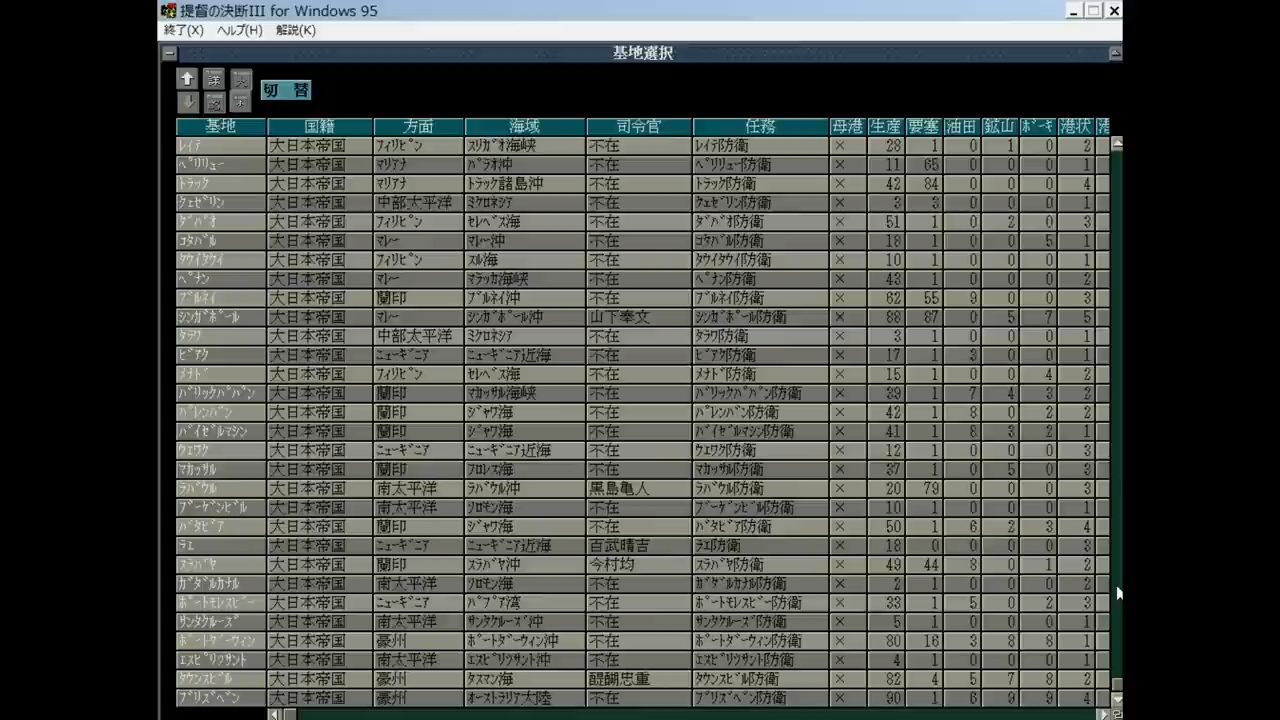 提督の決断III for Windows 95
終了(X) ヘルプ(H) 解説(K)
基地選択
切 替
基地 国籍 方面 海域 司令官 任務 母港 生産 要塞 油田 鉱山 ﾎﾞｰｷ 港状 港
ﾚｲﾃ 大日本帝国 ﾌｨﾘﾋﾟﾝ ｽﾘｶﾞｵ海峡 不在 ﾚｲﾃ防衛 × 28 1 0 1 0 2
ﾍﾟﾘﾘｭｰ 大日本帝国 ﾏﾘｱﾅ ﾊﾟﾗｵ沖 不在 ﾍﾟﾘﾘｭｰ防衛 × 11 65 0 0 0 1
ﾄﾗｯｸ 大日本帝国 ﾏﾘｱﾅ ﾄﾗｯｸ諸島沖 不在 ﾄﾗｯｸ防衛 × 42 84 0 0 0 4
ｸｪｾﾞﾘﾝ 大日本帝国 中部太平洋 ﾐｸﾛﾈｼｱ 不在 ｸｪｾﾞﾘﾝ防衛 × 3 3 0 0 0 1
ﾀﾞﾊﾞｵ 大日本帝国 ﾌｨﾘﾋﾟﾝ ｾﾚﾍﾞｽ海 不在 ﾀﾞﾊﾞｵ防衛 × 51 1 0 2 0 3
ｺﾀﾊﾞﾙ 大日本帝国 ﾏﾚｰ ﾏﾚｰ沖 不在 ｺﾀﾊﾞﾙ防衛 × 18 1 0 0 5 1
ﾀｳｲﾀｳｲ 大日本帝国 ﾌｨﾘﾋﾟﾝ ｽﾙ海 不在 ﾀｳｲﾀｳｲ防衛 × 10 1 0 0 0 1
ﾍﾟﾅﾝ 大日本帝国 ﾏﾚｰ ﾏﾗｯｶ海峡 不在 ﾍﾟﾅﾝ防衛 × 43 1 0 0 0 2
ﾌﾞﾙﾈｲ 大日本帝国 蘭印 ﾌﾞﾙﾈｲ沖 不在 ﾌﾞﾙﾈｲ防衛 × 62 55 9 0 0 3
ｼﾝｶﾞﾎﾟｰﾙ 大日本帝国 ﾏﾚｰ ｼﾝｶﾞﾎﾟｰﾙ沖 山下奉文 ｼﾝｶﾞﾎﾟｰﾙ防衛 × 88 87 0 5 7 5
ﾀﾗﾜ 大日本帝国 中部太平洋 ﾐｸﾛﾈｼｱ 不在 ﾀﾗﾜ防衛 × 3 1 0 0 0 1
ﾋﾞｱｸ 大日本帝国 ﾆｭｰｷﾞﾆｱ ﾆｭｰｷﾞﾆｱ近海 不在 ﾋﾞｱｸ防衛 × 17 1 3 0 0 1
ﾒﾅﾄﾞ 大日本帝国 ﾌｨﾘﾋﾟﾝ ｾﾚﾍﾞｽ海 不在 ﾒﾅﾄﾞ防衛 × 15 1 0 0 4 2
ﾊﾞﾘｯｸﾊﾟﾊﾟﾝ 大日本帝国 蘭印 ﾏｶｯｻﾙ海峡 不在 ﾊﾞﾘｯｸﾊﾟﾊﾟﾝ防衛 × 39 1 7 4 3 2
ﾊﾟﾚﾝﾊﾞﾝ 大日本帝国 蘭印 ｼﾞｬﾜ海 不在 ﾊﾟﾚﾝﾊﾞﾝ防衛 × 42 1 8 0 2 2
ﾊﾞｲｾﾞﾙﾏｼﾝ 大日本帝国 蘭印 ｼﾞｬﾜ海 不在 ﾊﾞｲｾﾞﾙﾏｼﾝ防衛 × 41 1 8 3 2 1
ｳｴﾜｸ 大日本帝国 ﾆｭｰｷﾞﾆｱ ﾆｭｰｷﾞﾆｱ近海 不在 ｳｴﾜｸ防衛 × 12 1 0 0 0 3
ﾏｶｯｻﾙ 大日本帝国 蘭印 ﾌﾛﾚｽ海 不在 ﾏｶｯｻﾙ防衛 × 37 1 0 5 0 3
ﾗﾊﾞｳﾙ 大日本帝国 南太平洋 ﾗﾊﾞｳﾙ沖 黒島亀人 ﾗﾊﾞｳﾙ防衛 × 20 79 0 0 0 3
ﾌﾞｰｹﾞﾝﾋﾞﾙ 大日本帝国 南太平洋 ｿﾛﾓﾝ海 不在 ﾌﾞｰｹﾞﾝﾋﾞﾙ防衛 × 10 1 0 0 0 1
ﾊﾞﾀﾋﾞｱ 大日本帝国 蘭印 ｼﾞｬﾜ海 不在 ﾊﾞﾀﾋﾞｱ防衛 × 50 1 6 2 3 4
ﾗｴ 大日本帝国 ﾆｭｰｷﾞﾆｱ ﾆｭｰｷﾞﾆｱ近海 百武晴吉 ﾗｴ防衛 × 18 0 0 0 0 3
ｽﾗﾊﾞﾔ 大日本帝国 蘭印 ｽﾗﾊﾞﾔ沖 今村均 ｽﾗﾊﾞﾔ防衛 × 49 44 8 0 1 2
ｶﾞﾀﾞﾙｶﾅﾙ 大日本帝国 南太平洋 ｿﾛﾓﾝ海 不在 ｶﾞﾀﾞﾙｶﾅﾙ防衛 × 2 1 0 0 0 1
ﾎﾟｰﾄﾓﾚｽﾋﾞｰ 大日本帝国 ﾆｭｰｷﾞﾆｱ ﾊﾟﾌﾟｱ湾 不在 ﾎﾟｰﾄﾓﾚｽﾋﾞｰ防衛 × 33 1 5 0 2 3
ｻﾝﾀｸﾙｰｽﾞ 大日本帝国 南太平洋 ｻﾝﾀｸﾙｰｽﾞ沖 不在 ｻﾝﾀｸﾙｰｽﾞ防衛 × 5 1 0 0 0 1
ﾎﾟｰﾄﾀﾞｰｳｨﾝ 大日本帝国 豪州 ﾎﾟｰﾄﾀﾞｰｳｨﾝ沖 不在 ﾎﾟｰﾄﾀﾞｰｳｨﾝ防衛 × 80 16 3 8 8 1
ｴｽﾋﾟﾘｸﾞｻﾝﾄ 大日本帝国 南太平洋 ｴｽﾋﾟﾘｸﾞｻﾝﾄ沖 不在 ｴｽﾋﾟﾘｸﾞｻﾝﾄ防衛 × 4 1 0 0 0 1
ﾀｳﾝｽﾞﾋﾞﾙ 大日本帝国 豪州 ﾀｽﾏﾝ海 醍醐忠重 ﾀｳﾝｽﾞﾋﾞﾙ防衛 × 82 4 5 7 8 2
ﾌﾞﾘｽﾞﾍﾞﾝ 大日本帝国 豪州 ｵｰｽﾄﾗﾘｱ大陸 不在 ﾌﾞﾘｽﾞﾍﾞﾝ防衛 × 90 1 6 9 9 4